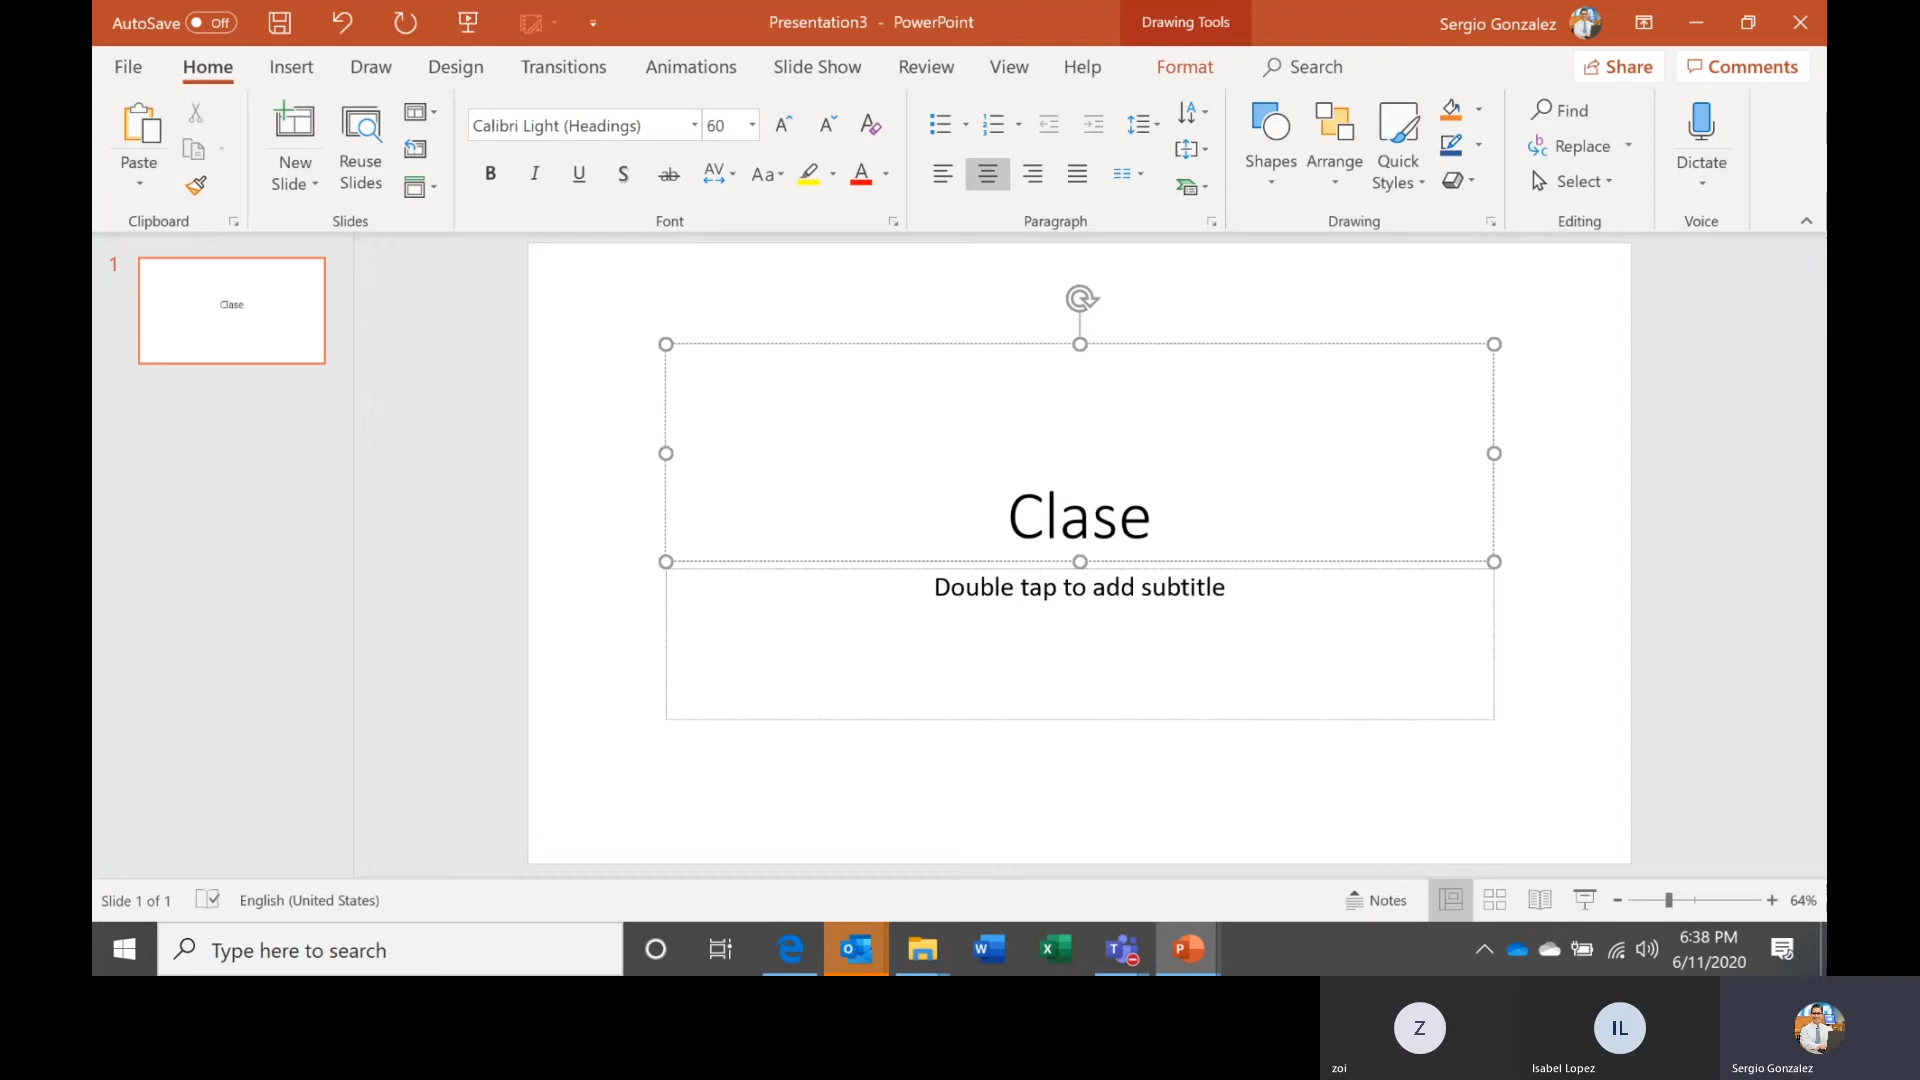 AutoSave Off
Presentation3 - PowerPoint
Drawing Tools
Sergio Gonzalez
File Home Insert Draw Design Transitions Animations Slide Show Review View Help Format Search
Share Comments
Paste
New Slide
Reuse Slides
Calibri Light (Headings) 60
Shapes Arrange Quick Styles
Find
Replace
Select
Dictate
Clipboard Slides Font Paragraph Drawing Editing Voice
1
Clase
Clase
Double tap to add subtitle
Slide 1 of 1 English (United States) Notes 64%
Type here to search
6:38 PM
6/11/2020
Z
IL
zoi
Isabel Lopez
Sergio Gonzalez